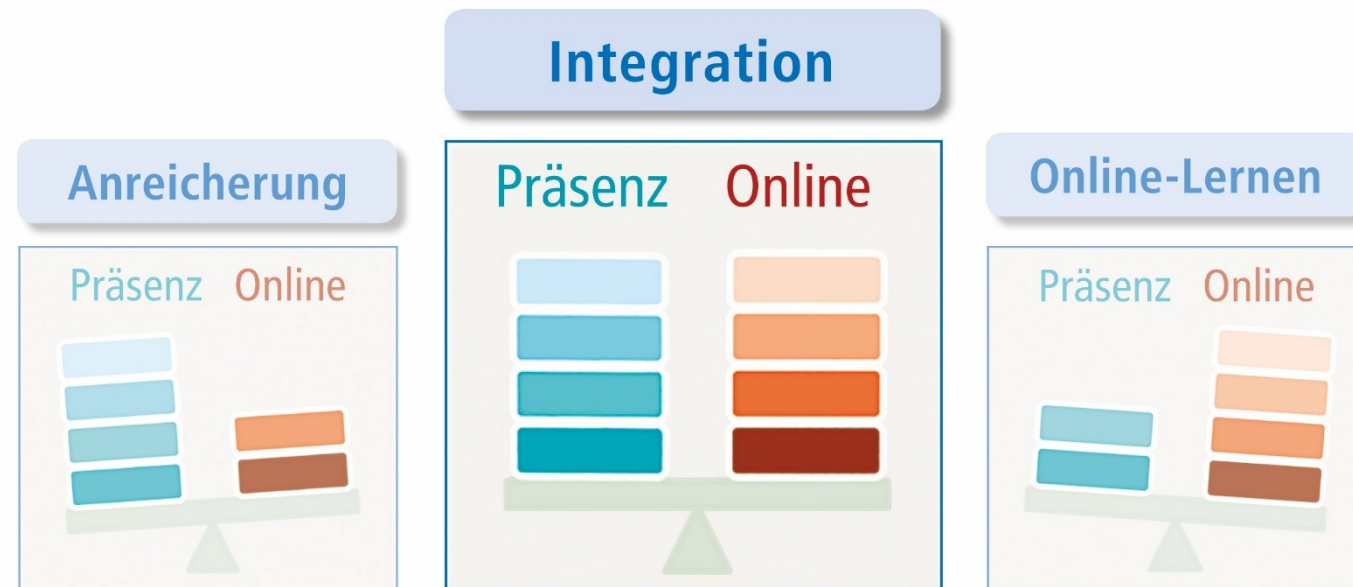 Integration
Präsenz Online
Anreicherung
Präsenz Online
Online-Lernen
Präsenz Online